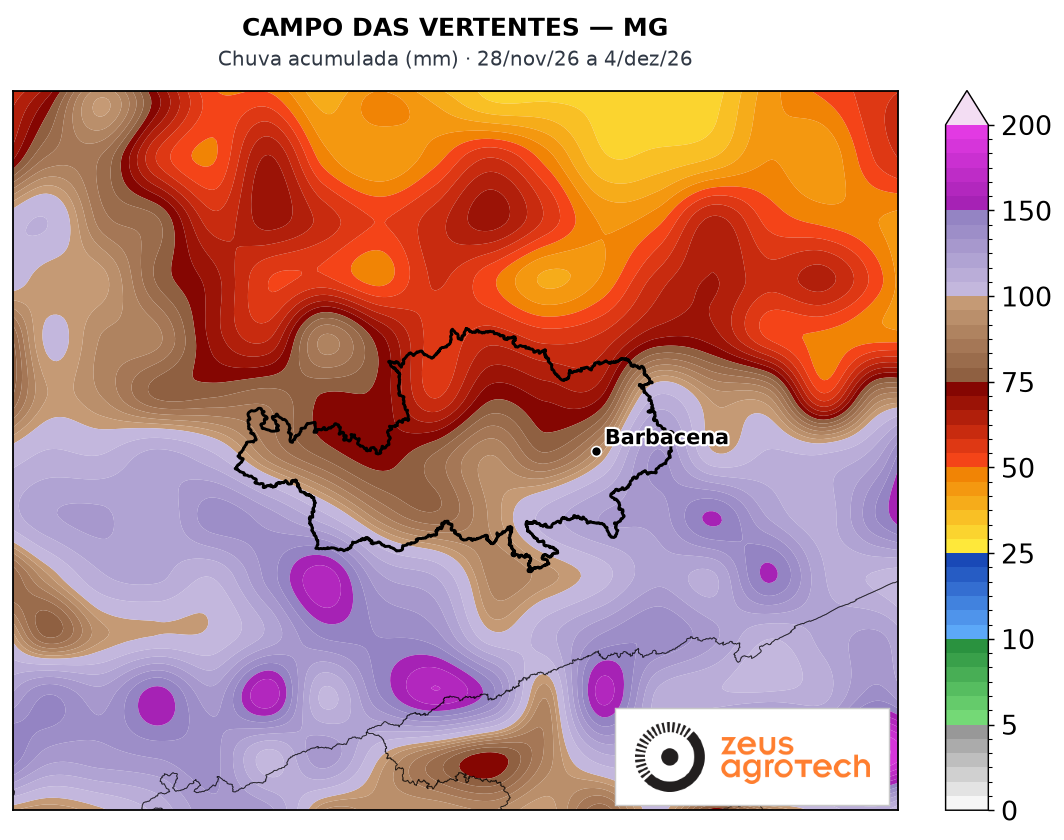 CAMPO DAS VERTENTES — MG
Chuva acumulada (mm) · 28/nov/26 a 4/dez/26
200
150
100
75
50
25
10
5
0
Barbacena
zeus
agrotech